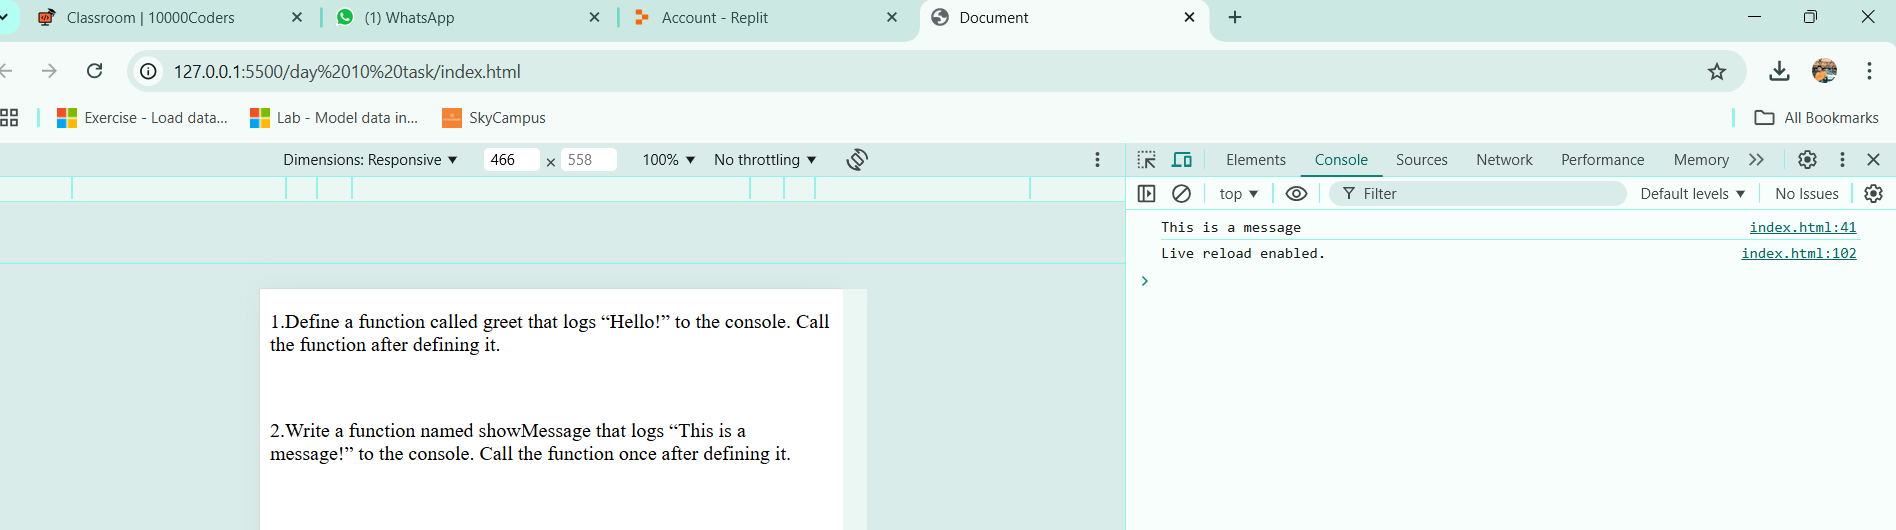 Classroom | 10000Coders
(1) WhatsApp
Account - Replit
Document
127.0.0.1:5500/day%2010%20task/index.html
Exercise - Load data...
Lab - Model data in...
SkyCampus
All Bookmarks
Dimensions: Responsive
466 x 558
100%
No throttling
Elements
Console
Sources
Network
Performance
Memory
top
Filter
Default levels
No Issues
This is a message index.html:41
Live reload enabled. index.html:102
1.Define a function called greet that logs “Hello!” to the console. Call
the function after defining it.
2.Write a function named showMessage that logs “This is a
message!” to the console. Call the function once after defining it.